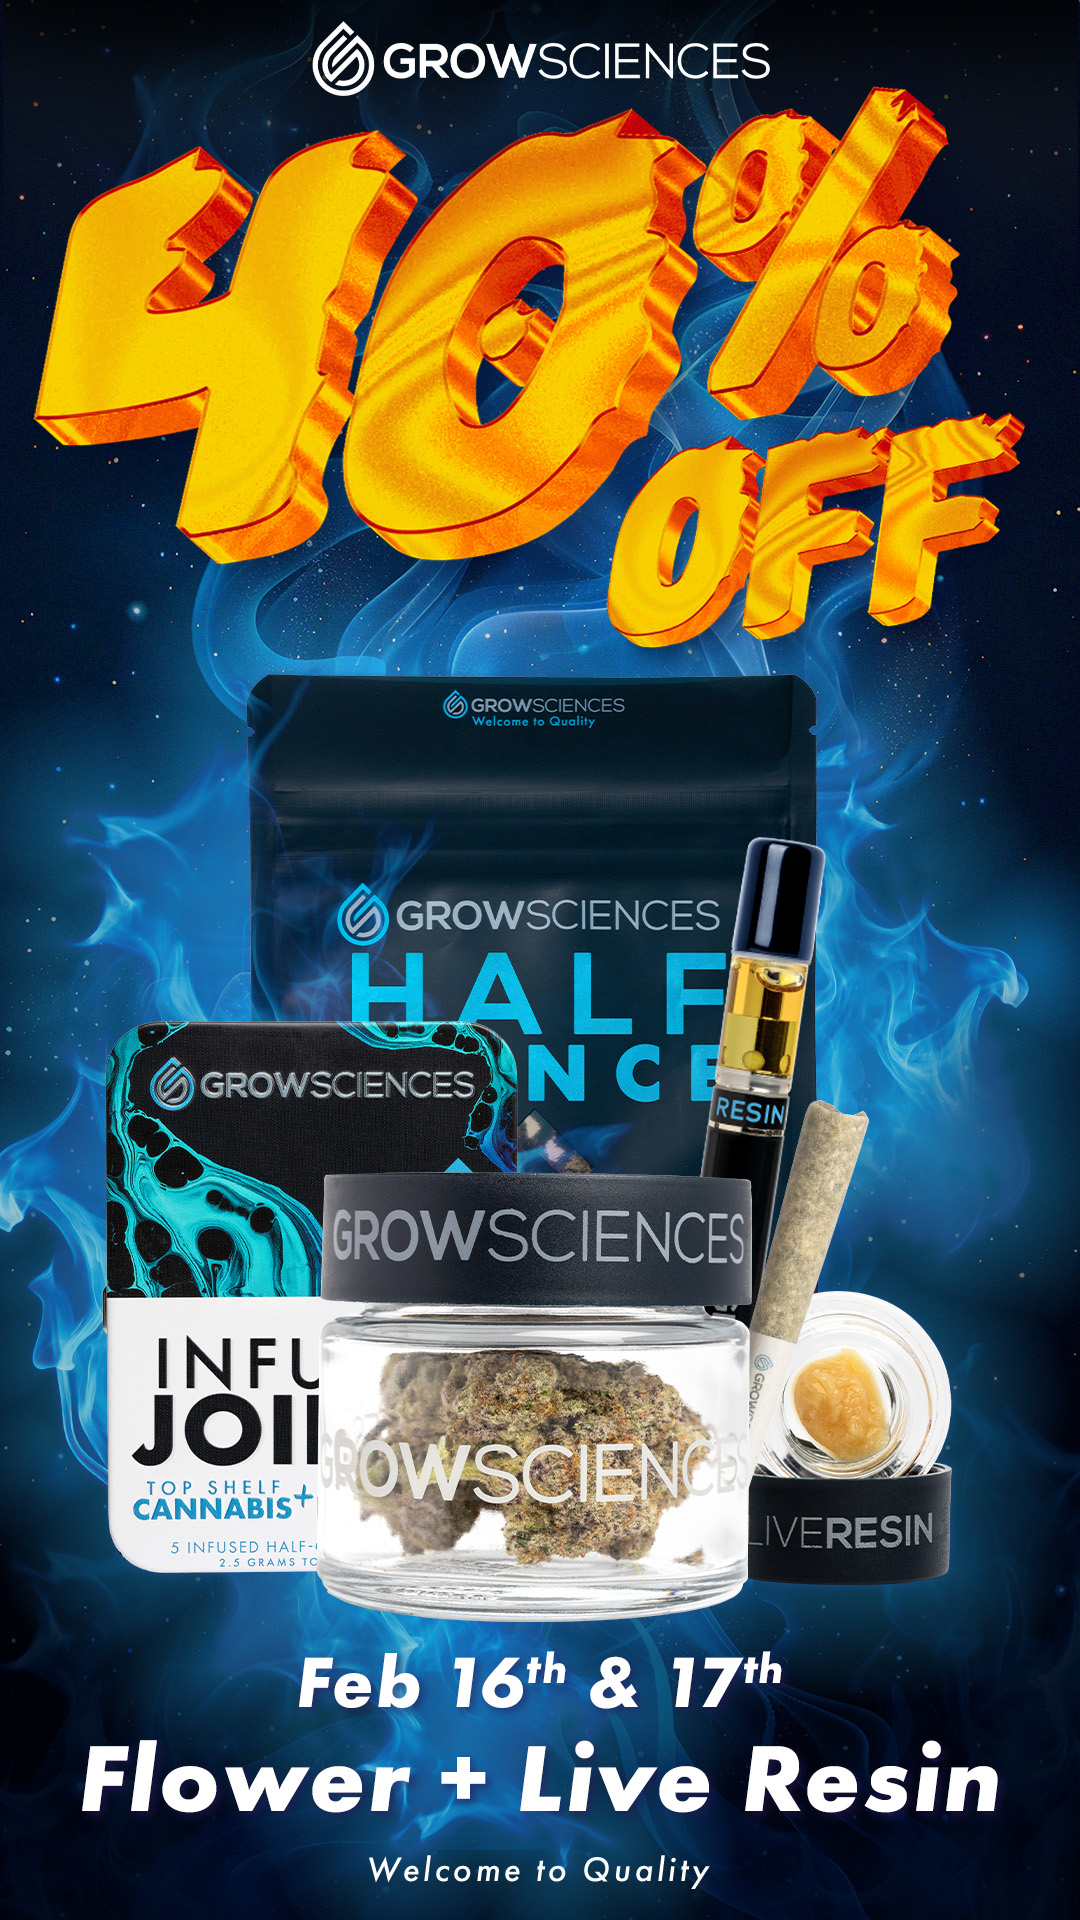 GROWSCIENCES
40%
OFF
GROWSCIENCES
Welcome to Quality
GROWSCIENCES
HALF
NCE
RESIN
GROWSCIENCES
GROWSCIENCES
INFU
JOI
TOP SHELF
CANNABIS+
5 INFUSED HALF-
2.5 GRAMS TO
GROWSCIENCES
LIVERESIN
Feb 16th & 17th
Flower + Live Resin
Welcome to Quality